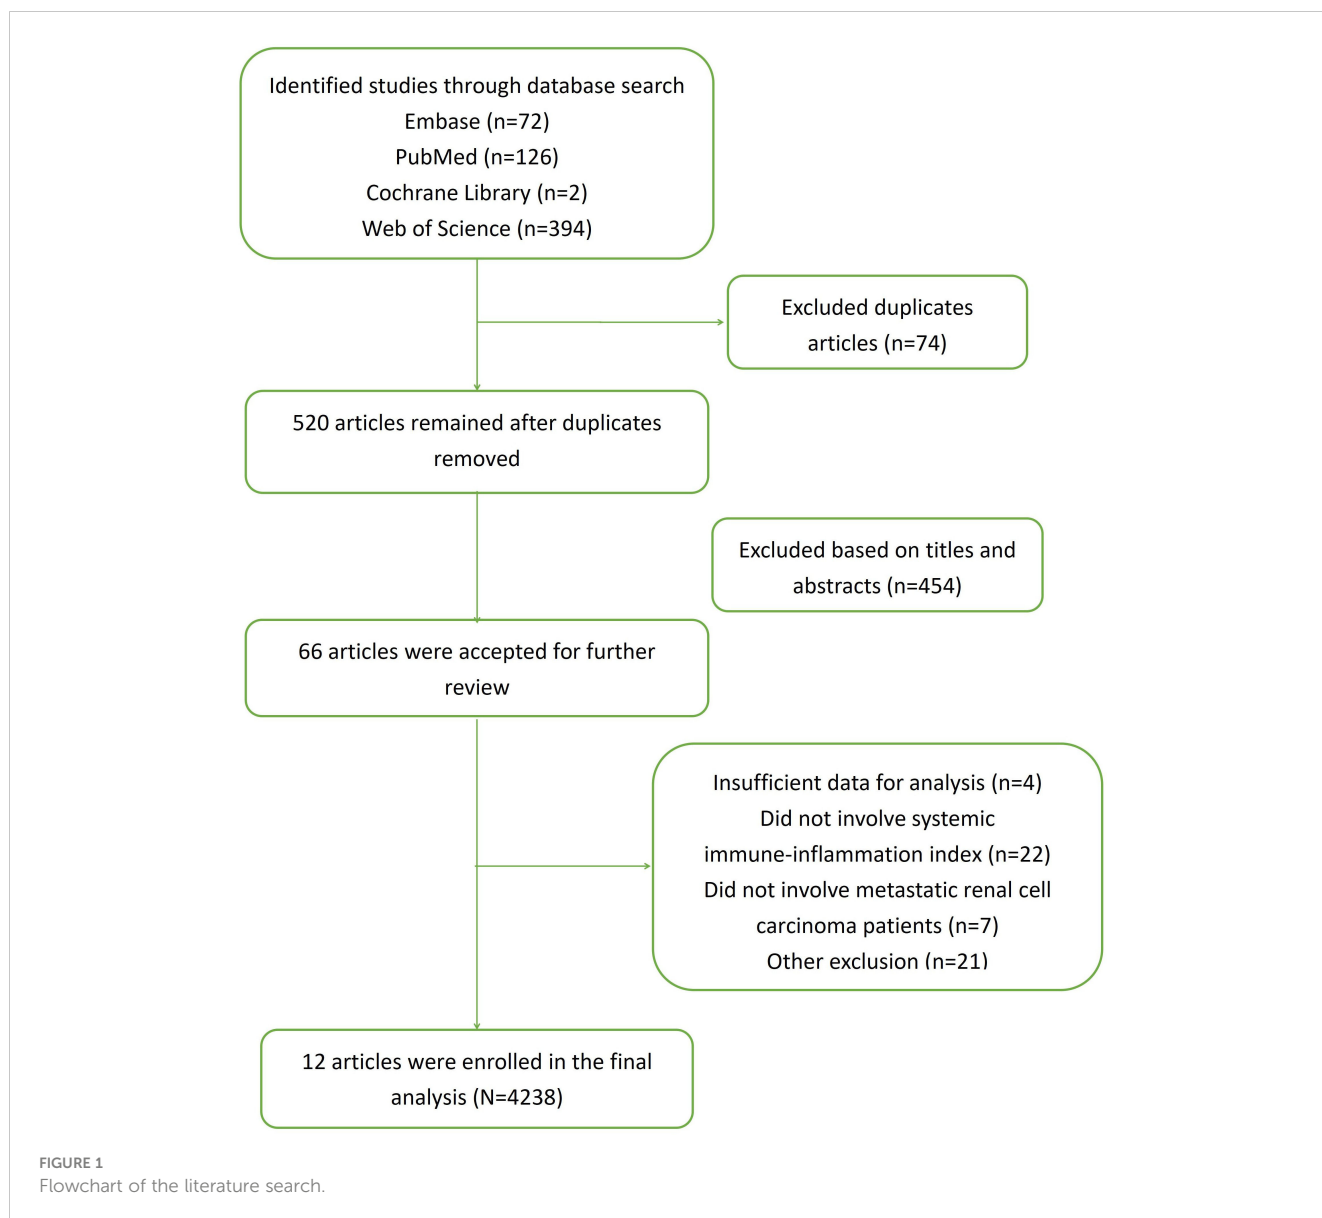 Identified studies through database search
Embase (n=72)
PubMed (n=126)
Cochrane Library (n=2)
Web of Science (n=394)
Excluded duplicates
articles (n=74)
520 articles remained after duplicates
removed
Excluded based on titles and
abstracts (n=454)
66 articles were accepted for further
review
Insufficient data for analysis (n=4)
Did not involve systemic
immune-inflammation index (n=22)
Did not involve metastatic renal cell
carcinoma patients (n=7)
Other exclusion (n=21)
12 articles were enrolled in the final
analysis (N=4238)
FIGURE 1
Flowchart of the literature search.